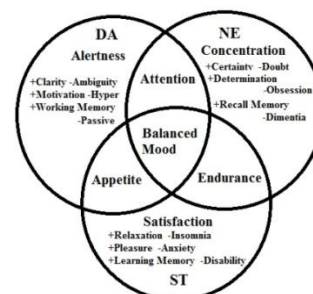 DA
Alertness
+Clarity -Ambiguity
+Motivation -Hyper
+Working Memory
-Passive
NE
Concentration
+Certainty -Doubt
+Determination
-Obsession
+Recall Memory
-Dimentia
Attention
Balanced
Mood
Appetite
Endurance
Satisfaction
+Relaxation -Insomnia
+Pleasure -Anxiety
+Learning Memory -Disability
ST